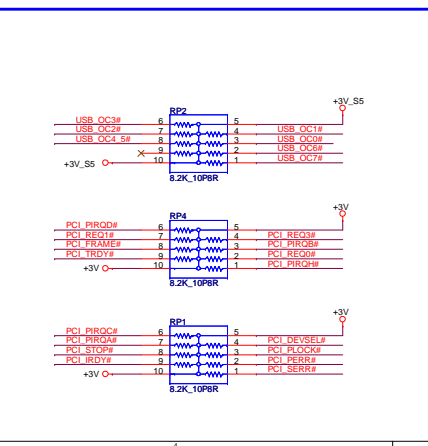 +3V_S5
RP2
USB_OC3# 6 5
USB_OC2# 7 4 USB_OC1#
USB_OC4_5# 8 3 USB_OC0#
9 2 USB_OC6#
+3V_S5 10 1 USB_OC7#
8.2K_10P8R
+3V
RP4
PCI_PIRQD# 6 5
PCI_REQ1# 7 4 PCI_REQ3#
PCI_FRAME# 8 3 PCI_PIRQB#
PCI_TRDY# 9 2 PCI_REQ0#
+3V 10 1 PCI_PIRQH#
8.2K_10P8R
+3V
RP1
PCI_PIRQC# 6 5
PCI_PIRQA# 7 4 PCI_DEVSEL#
PCI_STOP# 8 3 PCI_PLOCK#
PCI_IRDY# 9 2 PCI_PERR#
+3V 10 1 PCI_SERR#
8.2K_10P8R